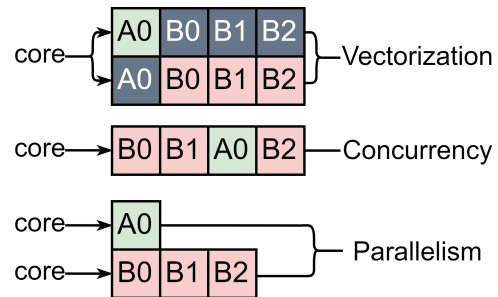 A0 B0 B1 B2
core Vectorization
A0 B0 B1 B2
core B0 B1 A0 B2 Concurrency
core A0
Parallelism
core B0 B1 B2